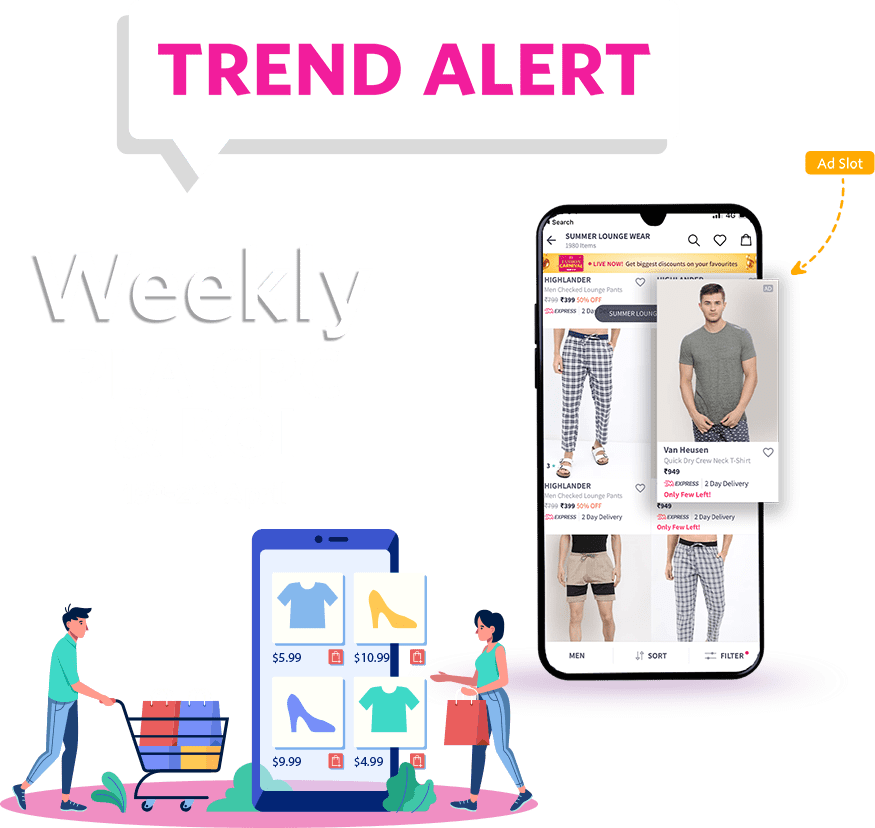 TREND ALERT
Ad Slot
Weekly
Search
4G
SUMMER LOUNGE WEAR
1980 Items
FASHION CARNIVAL
LIVE NOW! Get biggest discounts on your favourites
HIGHLANDER
Men Checked Lounge Pants
₹799 ₹399 50% OFF
EXPRESS 2 Day
SUMMER LOUNG
AD
Van Heusen
Quick Dry Crew Neck T-Shirt
₹949
EXPRESS 2 Day Delivery
Only Few Left!
3
HIGHLANDER
Men Checked Lounge Pants
₹799 ₹399 50% OFF
EXPRESS 2 Day Delivery
₹949
EXPRESS 2 Day Delivery
Only Few Left!
MEN
SORT
FILTER
$5.99
$10.99
$9.99
$4.99